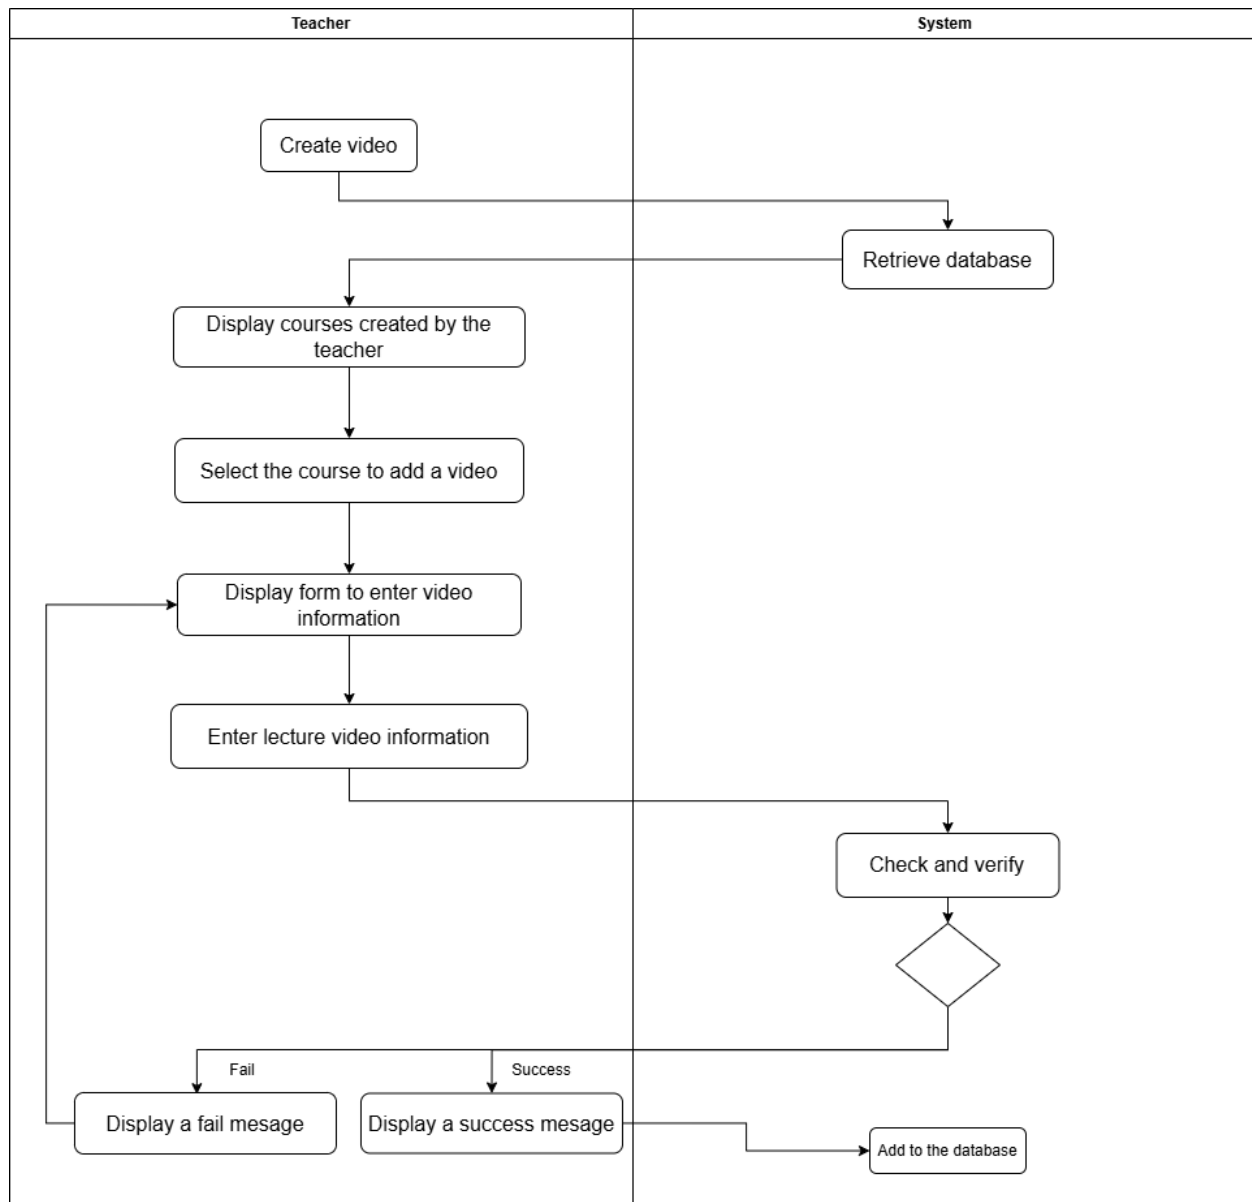 Teacher
System
Create video
Retrieve database
Display courses created by the
teacher
Select the course to add a video
Display form to enter video
information
Enter lecture video information
Check and verify
Fail
Success
Display a fail mesage
Display a success mesage
Add to the database